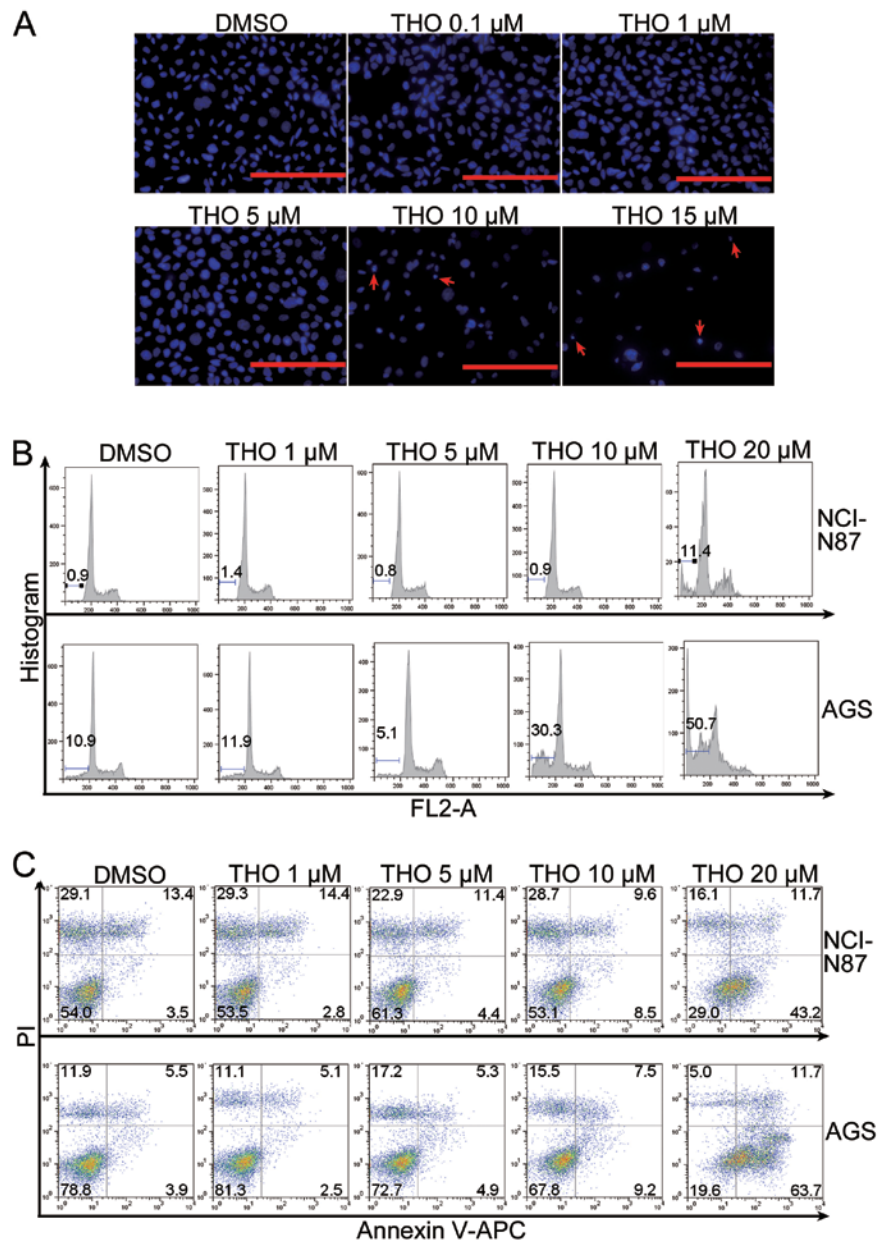 A
DMSO THO 0.1 µM THO 1 µM
THO 5 µM THO 10 µM THO 15 µM
B
DMSO THO 1 µM THO 5 µM THO 10 µM THO 20 µM
0.9 1.4 0.8 0.9 11.4
NCI-
N87
10.9 11.9 5.1 30.3 50.7
AGS
Histogram
FL2-A
C
DMSO THO 1 µM THO 5 µM THO 10 µM THO 20 µM
29.1 13.4 29.3 14.4 22.9 11.4 28.7 9.6 16.1 11.7
NCI-
N87
54.0 3.5 53.5 2.8 61.3 4.4 53.1 8.5 29.0 43.2
PI
11.9 5.5 11.1 5.1 17.2 5.3 15.5 7.5 5.0 11.7
AGS
78.8 3.9 81.3 2.5 72.7 4.9 67.8 9.2 19.6 63.7
Annexin V-APC